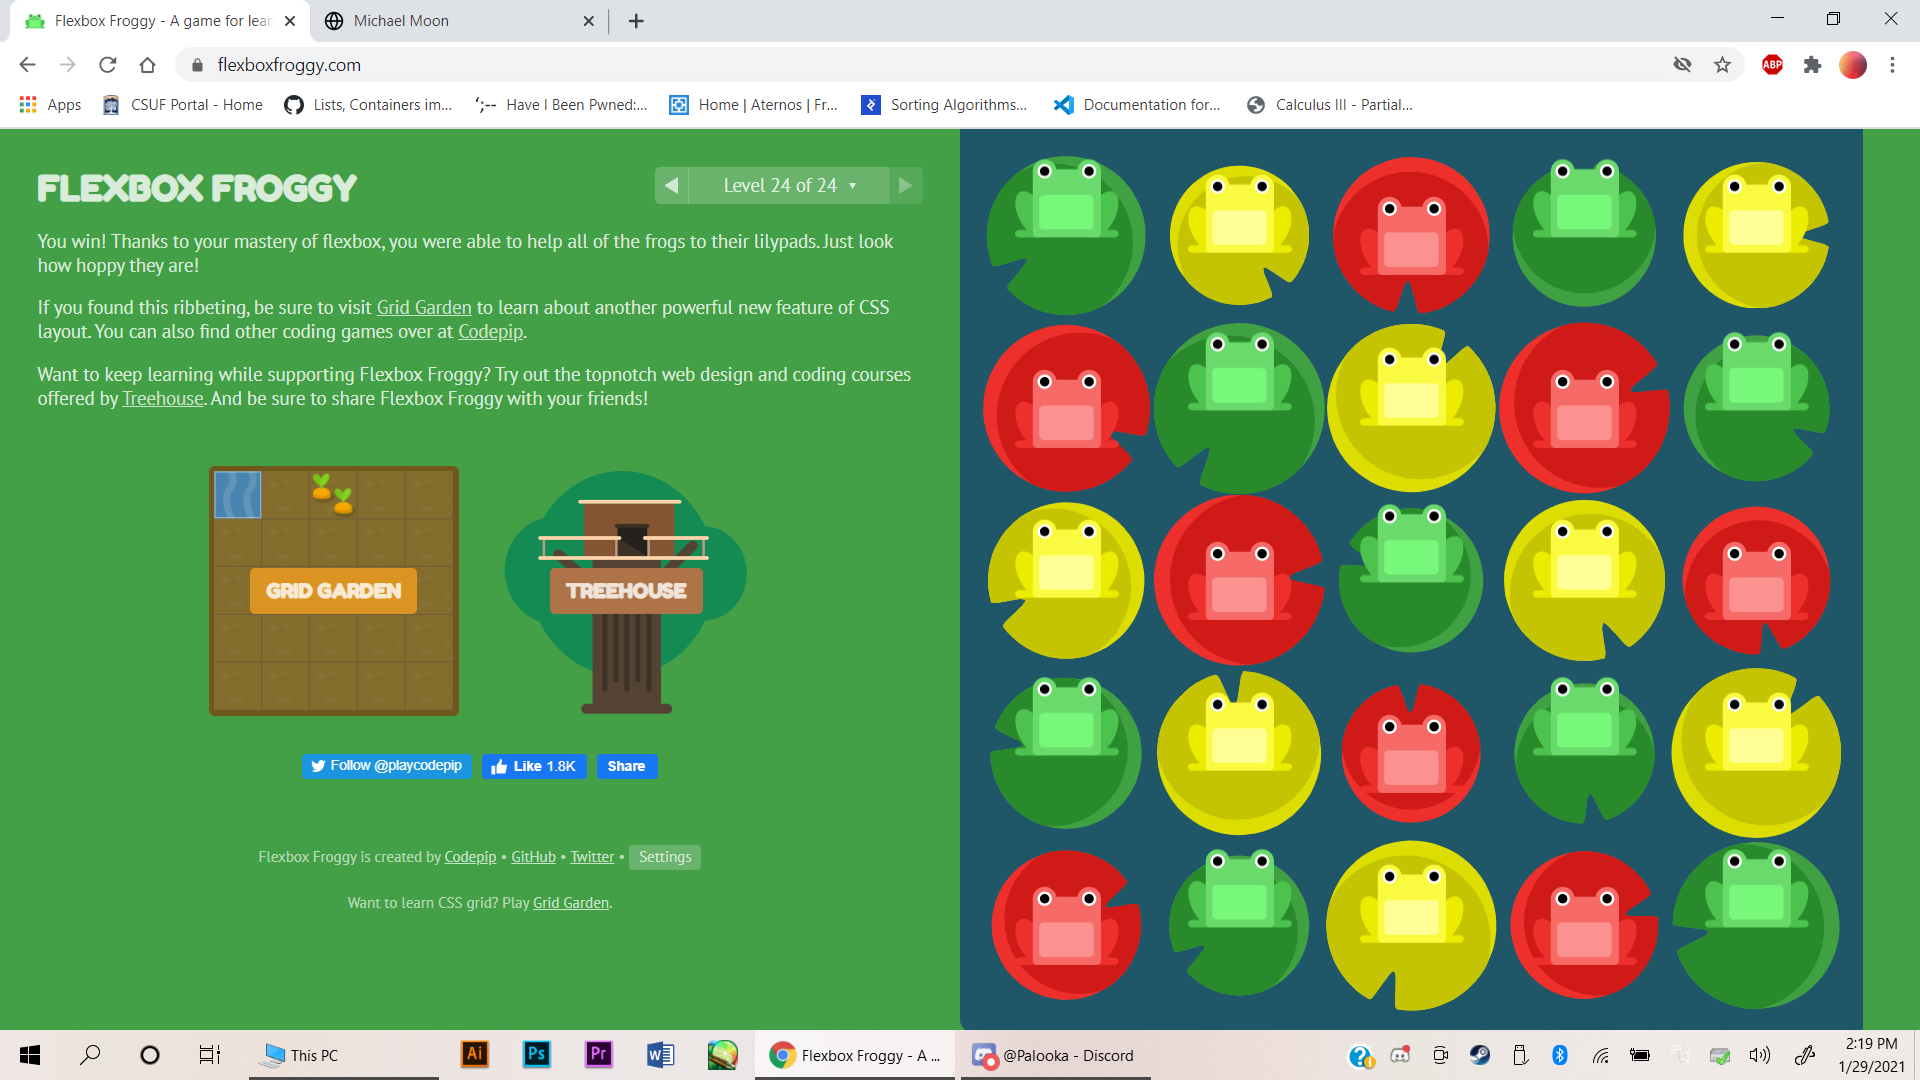 Flexbox Froggy - A game for lear
Michael Moon
flexboxfroggy.com
ABP
Apps
CSUF Portal - Home
Lists, Containers im...
Have I Been Pwned:...
Home | Aternos | Fr...
Sorting Algorithms...
Documentation for...
Calculus III - Partial...
FLEXBOX FROGGY
Level 24 of 24
You win! Thanks to your mastery of flexbox, you were able to help all of the frogs to their lilypads. Just look
how hoppy they are!
If you found this ribbeting, be sure to visit Grid Garden to learn about another powerful new feature of CSS
layout. You can also find other coding games over at Codepip.
Want to keep learning while supporting Flexbox Froggy? Try out the topnotch web design and coding courses
offered by Treehouse. And be sure to share Flexbox Froggy with your friends!
GRID GARDEN
TREEHOUSE
Follow @playcodepip
Like 1.8K
Share
Flexbox Froggy is created by Codepip • GitHub • Twitter • Settings
Want to learn CSS grid? Play Grid Garden.
This PC
Ai
Ps
Pr
W
Flexbox Froggy - A ...
@Palooka - Discord
2:19 PM
1/29/2021